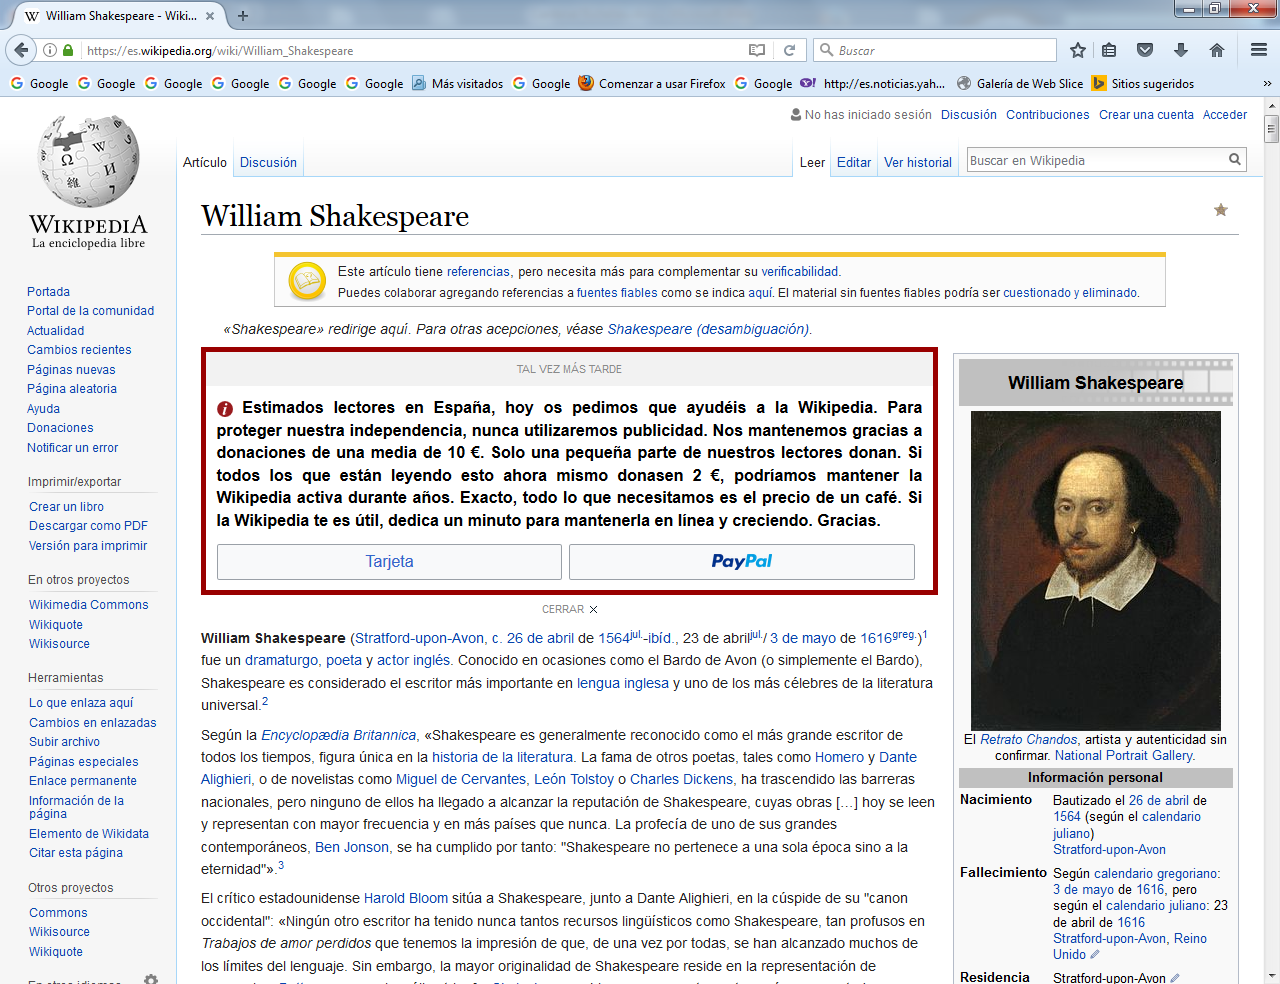 William Shakespeare - Wiki...
https://es.wikipedia.org/wiki/William_Shakespeare
Buscar
Google
Google
Google
Google
Google
Google
Más visitados
Google
Comenzar a usar Firefox
Google
http://es.noticias.yah...
Galería de Web Slice
Sitios sugeridos
No has iniciado sesión Discusión Contribuciones Crear una cuenta Acceder
Artículo Discusión
Leer Editar Ver historial
Buscar en Wikipedia
WIKIPEDIA
La enciclopedia libre
Portada
Portal de la comunidad
Actualidad
Cambios recientes
Páginas nuevas
Página aleatoria
Ayuda
Donaciones
Notificar un error
Imprimir/exportar
Crear un libro
Descargar como PDF
Versión para imprimir
En otros proyectos
Wikimedia Commons
Wikiquote
Wikisource
Herramientas
Lo que enlaza aquí
Cambios en enlazadas
Subir archivo
Páginas especiales
Enlace permanente
Información de la
página
Elemento de Wikidata
Citar esta página
Otros proyectos
Commons
Wikisource
Wikiquote
William Shakespeare
Este artículo tiene referencias, pero necesita más para complementar su verificabilidad.
Puedes colaborar agregando referencias a fuentes fiables como se indica aquí. El material sin fuentes fiables podría ser cuestionado y eliminado.
«Shakespeare» redirige aquí. Para otras acepciones, véase Shakespeare (desambiguación).
TAL VEZ MÁS TARDE
Estimados lectores en España, hoy os pedimos que ayudéis a la Wikipedia. Para
proteger nuestra independencia, nunca utilizaremos publicidad. Nos mantenemos gracias a
donaciones de una media de 10 €. Solo una pequeña parte de nuestros lectores donan. Si
todos los que están leyendo esto ahora mismo donasen 2 €, podríamos mantener la
Wikipedia activa durante años. Exacto, todo lo que necesitamos es el precio de un café. Si
la Wikipedia te es útil, dedica un minuto para mantenerla en línea y creciendo. Gracias.
Tarjeta
PayPal
CERRAR
William Shakespeare (Stratford-upon-Avon, c. 26 de abril de 1564jul.-ibíd., 23 de abriljul./ 3 de mayo de 1616greg.)1
fue un dramaturgo, poeta y actor inglés. Conocido en ocasiones como el Bardo de Avon (o simplemente el Bardo),
Shakespeare es considerado el escritor más importante en lengua inglesa y uno de los más célebres de la literatura
universal.2
Según la Encyclopædia Britannica, «Shakespeare es generalmente reconocido como el más grande escritor de
todos los tiempos, figura única en la historia de la literatura. La fama de otros poetas, tales como Homero y Dante
Alighieri, o de novelistas como Miguel de Cervantes, León Tolstoy o Charles Dickens, ha trascendido las barreras
nacionales, pero ninguno de ellos ha llegado a alcanzar la reputación de Shakespeare, cuyas obras [...] hoy se leen
y representan con mayor frecuencia y en más países que nunca. La profecía de uno de sus grandes
contemporáneos, Ben Jonson, se ha cumplido por tanto: "Shakespeare no pertenece a una sola época sino a la
eternidad"».3
El crítico estadounidense Harold Bloom sitúa a Shakespeare, junto a Dante Alighieri, en la cúspide de su "canon
occidental": «Ningún otro escritor ha tenido nunca tantos recursos lingüísticos como Shakespeare, tan profusos en
Trabajos de amor perdidos que tenemos la impresión de que, de una vez por todas, se han alcanzado muchos de
los límites del lenguaje. Sin embargo, la mayor originalidad de Shakespeare reside en la representación de
William Shakespeare
El Retrato Chandos, artista y autenticidad sin
confirmar. National Portrait Gallery.
Información personal
Nacimiento Bautizado el 26 de abril de
1564 (según el calendario
juliano)
Stratford-upon-Avon
Fallecimiento Según calendario gregoriano:
3 de mayo de 1616, pero
según el calendario juliano: 23
de abril de 1616
Stratford-upon-Avon, Reino
Unido
Residencia Stratford-upon-Avon